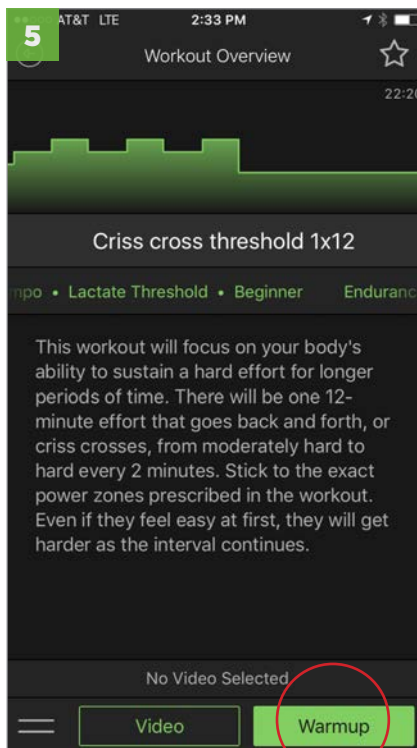 5
AT&T LTE 2:33 PM
Workout Overview
22:20
Criss cross threshold 1x12
mpo • Lactate Threshold • Beginner Enduranc
This workout will focus on your body's
ability to sustain a hard effort for longer
periods of time. There will be one 12-
minute effort that goes back and forth, or
criss crosses, from moderately hard to
hard every 2 minutes. Stick to the exact
power zones prescribed in the workout.
Even if they feel easy at first, they will get
harder as the interval continues.
No Video Selected
Video Warmup